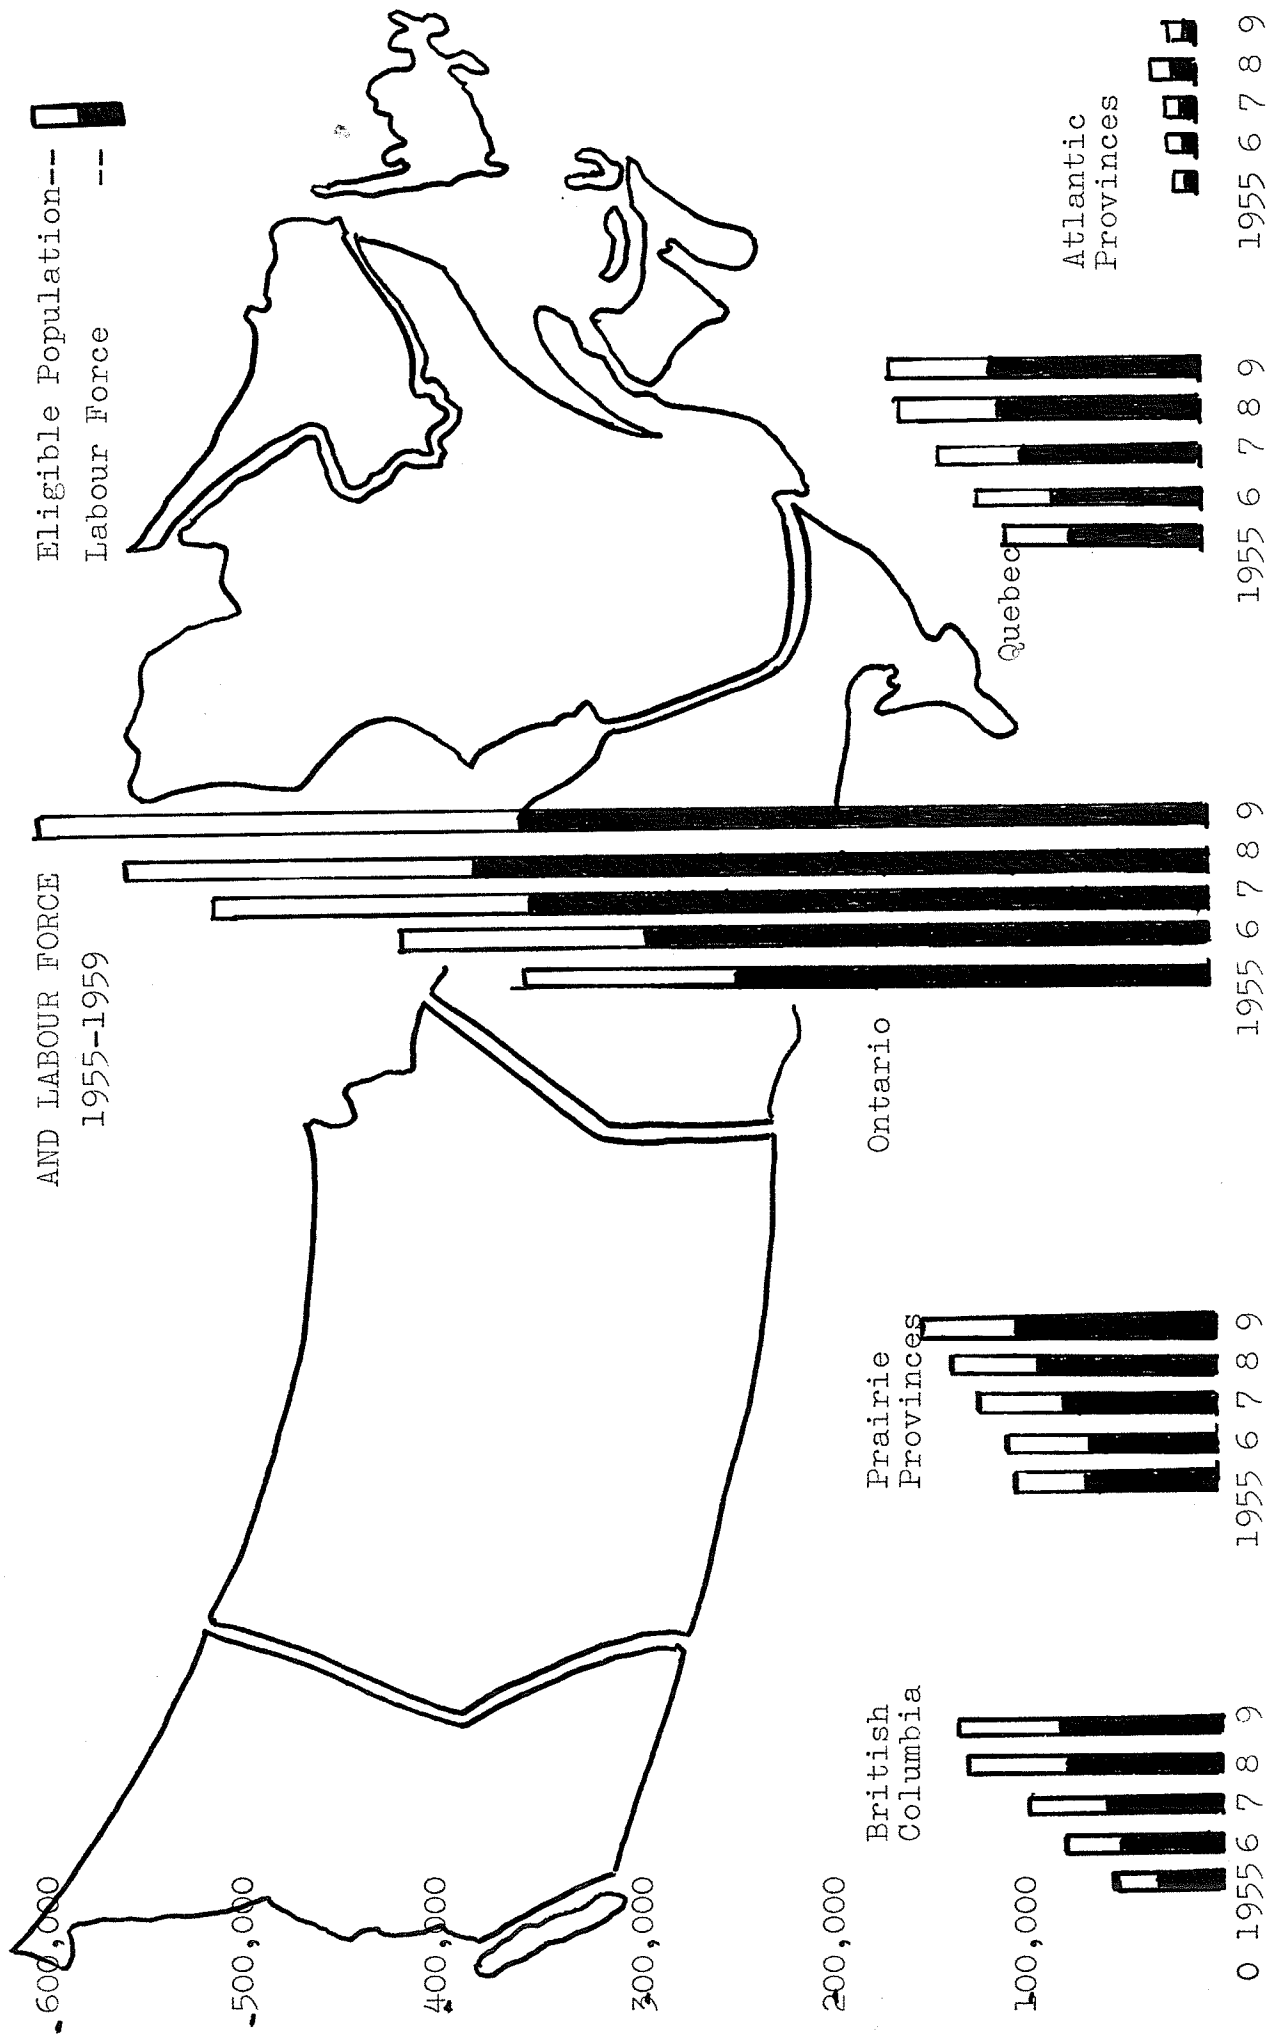 AND LABOUR FORCE
1955-1959
Eligible Population--
Labour Force --
600,000
500,000
400,000
300,000
200,000
100,000
0
British
Columbia
1955 6 7 8 9
Prairie
Provinces
1955 6 7 8 9
Ontario
1955 6 7 8 9
Quebec
1955 6 7 8 9
Atlantic
Provinces
1955 6 7 8 9